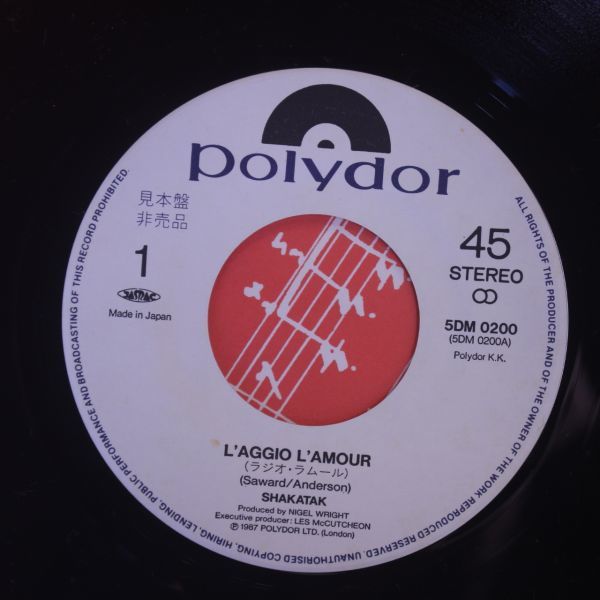 polydor
見本盤
非売品
1
JASRAC
Made in Japan
45
STEREO
5DM 0200
(5DM 0200A)
Polydor K.K.
L'AGGIO L'AMOUR
(ラジオ・ラムール)
(Saward/Anderson)
SHAKATAK
Produced by NIGEL WRIGHT
Executive producer: LES McCUTCHEON
℗ 1987 POLYDOR LTD. (London)
ALL RIGHTS OF THE PRODUCER AND OF THE OWNER OF THE WORK REPRODUCED RESERVED. UNAUTHORISED COPYING, HIRING, LENDING, PUBLIC PERFORMANCE AND BROADCASTING OF THIS RECORD PROHIBITED.